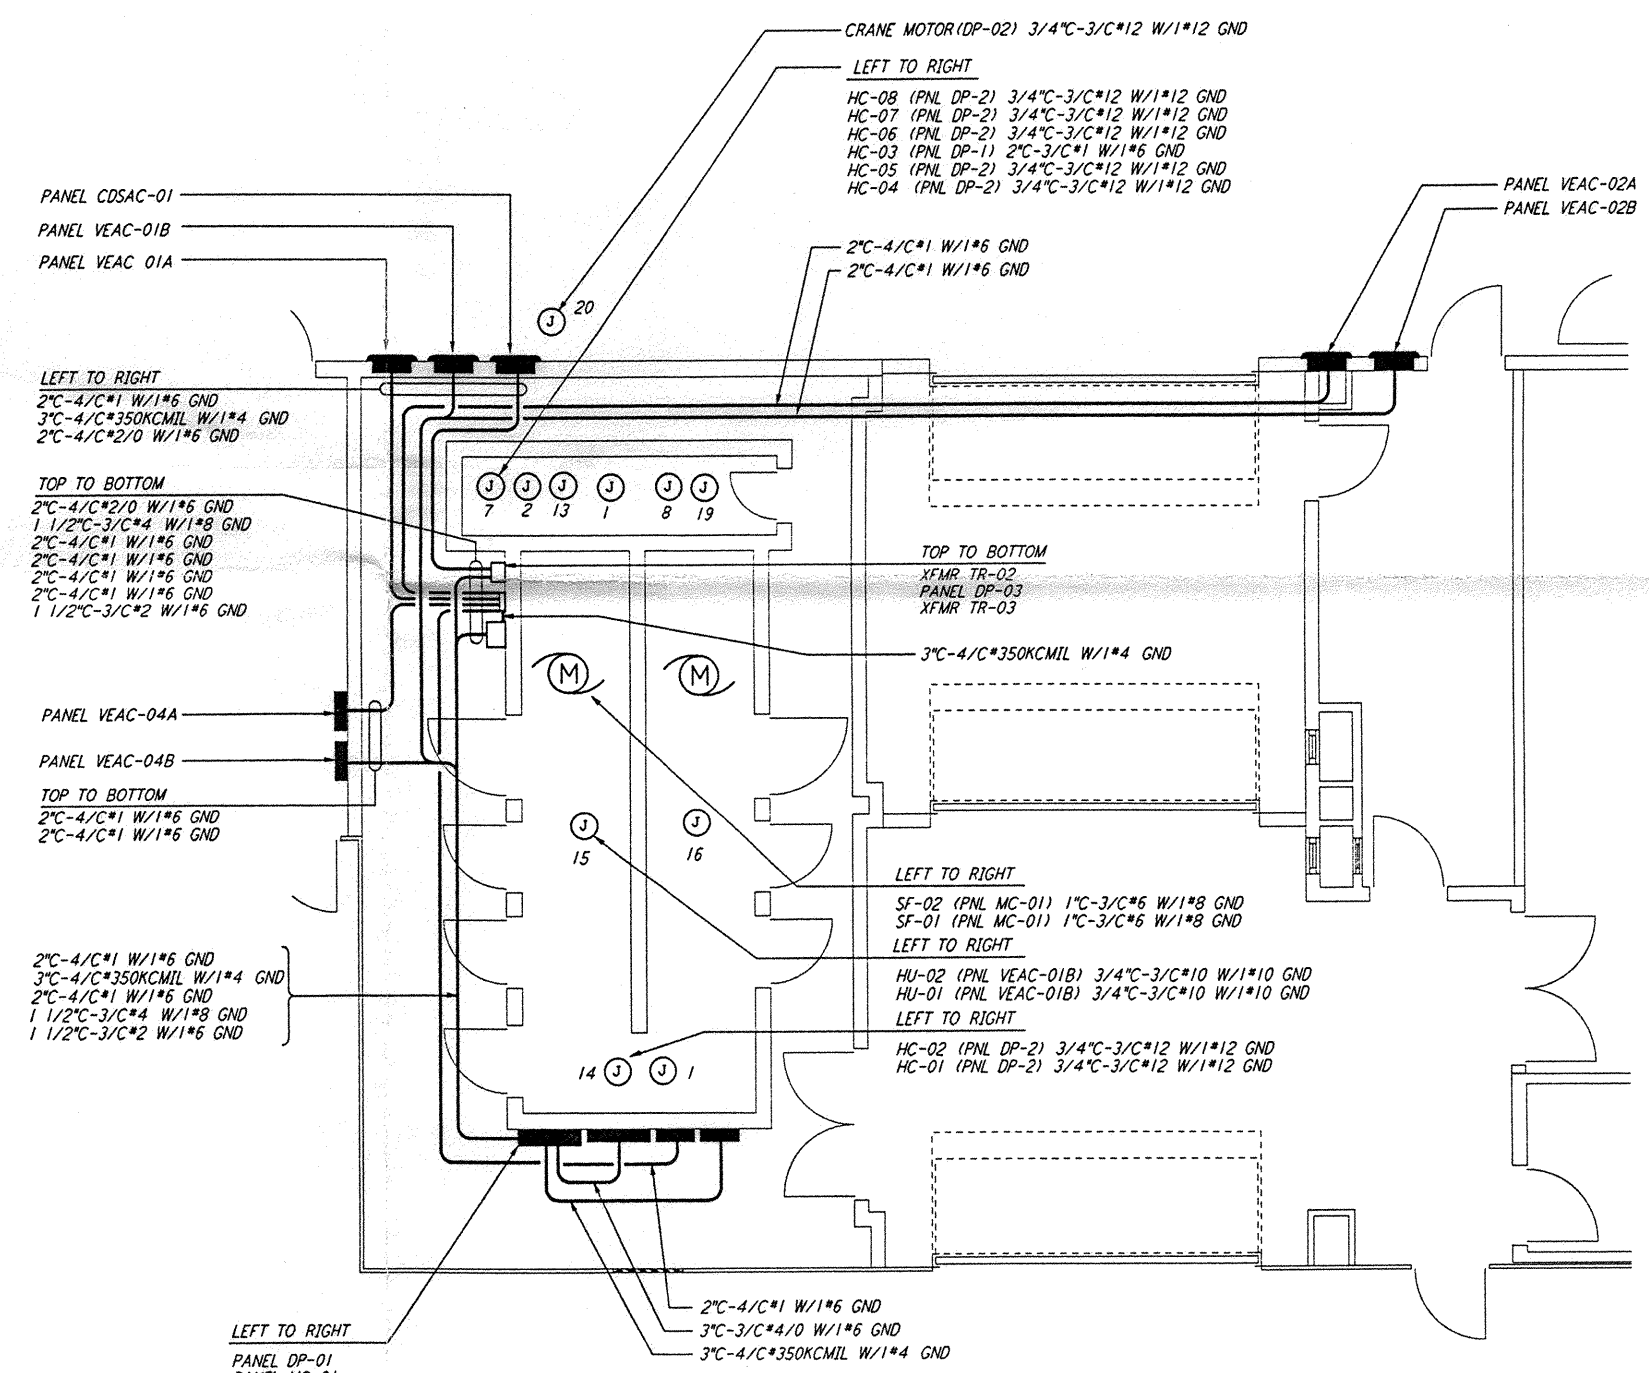 CRANE MOTOR(DP-02) 3/4"C-3/C#12 W/1#12 GND
LEFT TO RIGHT
HC-08 (PNL DP-2) 3/4"C-3/C#12 W/1#12 GND
HC-07 (PNL DP-2) 3/4"C-3/C#12 W/1#12 GND
HC-06 (PNL DP-2) 3/4"C-3/C#12 W/1#12 GND
HC-03 (PNL DP-1) 2"C-3/C#1 W/1#6 GND
HC-05 (PNL DP-2) 3/4"C-3/C#12 W/1#12 GND
HC-04 (PNL DP-2) 3/4"C-3/C#12 W/1#12 GND
PANEL CDSAC-01
PANEL VEAC-01B
PANEL VEAC 01A
PANEL VEAC-02A
PANEL VEAC-02B
2"C-4/C#1 W/1#6 GND
2"C-4/C#1 W/1#6 GND
J 20
LEFT TO RIGHT
2"C-4/C#1 W/1#6 GND
3"C-4/C#350KCMIL W/1#4 GND
2"C-4/C#2/0 W/1#6 GND
TOP TO BOTTOM
2"C-4/C#2/0 W/1#6 GND
1 1/2"C-3/C#4 W/1#8 GND
2"C-4/C#1 W/1#6 GND
2"C-4/C#1 W/1#6 GND
2"C-4/C#1 W/1#6 GND
2"C-4/C#1 W/1#6 GND
1 1/2"C-3/C#2 W/1#6 GND
J J J J J J
7 2 13 1 8 19
TOP TO BOTTOM
XFMR TR-02
PANEL DP-03
XFMR TR-03
3"C-4/C#350KCMIL W/1#4 GND
M M
PANEL VEAC-04A
PANEL VEAC-04B
TOP TO BOTTOM
2"C-4/C#1 W/1#6 GND
2"C-4/C#1 W/1#6 GND
J J
15 16
LEFT TO RIGHT
SF-02 (PNL MC-01) 1"C-3/C#6 W/1#8 GND
SF-01 (PNL MC-01) 1"C-3/C#6 W/1#8 GND
LEFT TO RIGHT
HU-02 (PNL VEAC-01B) 3/4"C-3/C#10 W/1#10 GND
HU-01 (PNL VEAC-01B) 3/4"C-3/C#10 W/1#10 GND
LEFT TO RIGHT
HC-02 (PNL DP-2) 3/4"C-3/C#12 W/1#12 GND
HC-01 (PNL DP-2) 3/4"C-3/C#12 W/1#12 GND
2"C-4/C#1 W/1#6 GND
3"C-4/C#350KCMIL W/1#4 GND
2"C-4/C#1 W/1#6 GND
1 1/2"C-3/C#4 W/1#8 GND
1 1/2"C-3/C#2 W/1#6 GND
14 J J 1
2"C-4/C#1 W/1#6 GND
3"C-3/C#4/0 W/1#6 GND
3"C-4/C#350KCMIL W/1#4 GND
LEFT TO RIGHT
PANEL DP-01